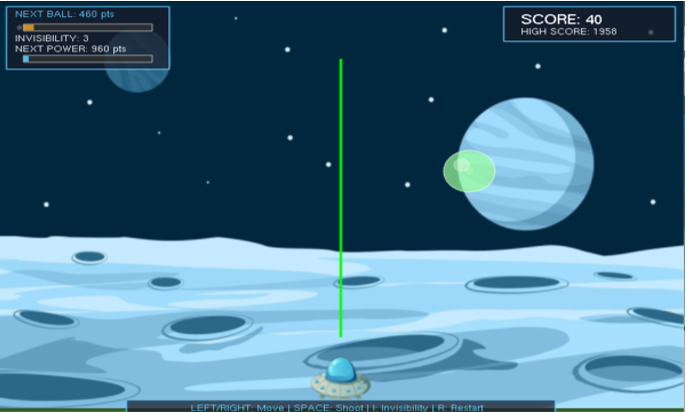 NEXT BALL: 460 pts
INVISIBILITY: 3
NEXT POWER: 960 pts
SCORE: 40
HIGH SCORE: 1958
LEFT/RIGHT: Move | SPACE: Shoot | I: Invisibility | R: Restart